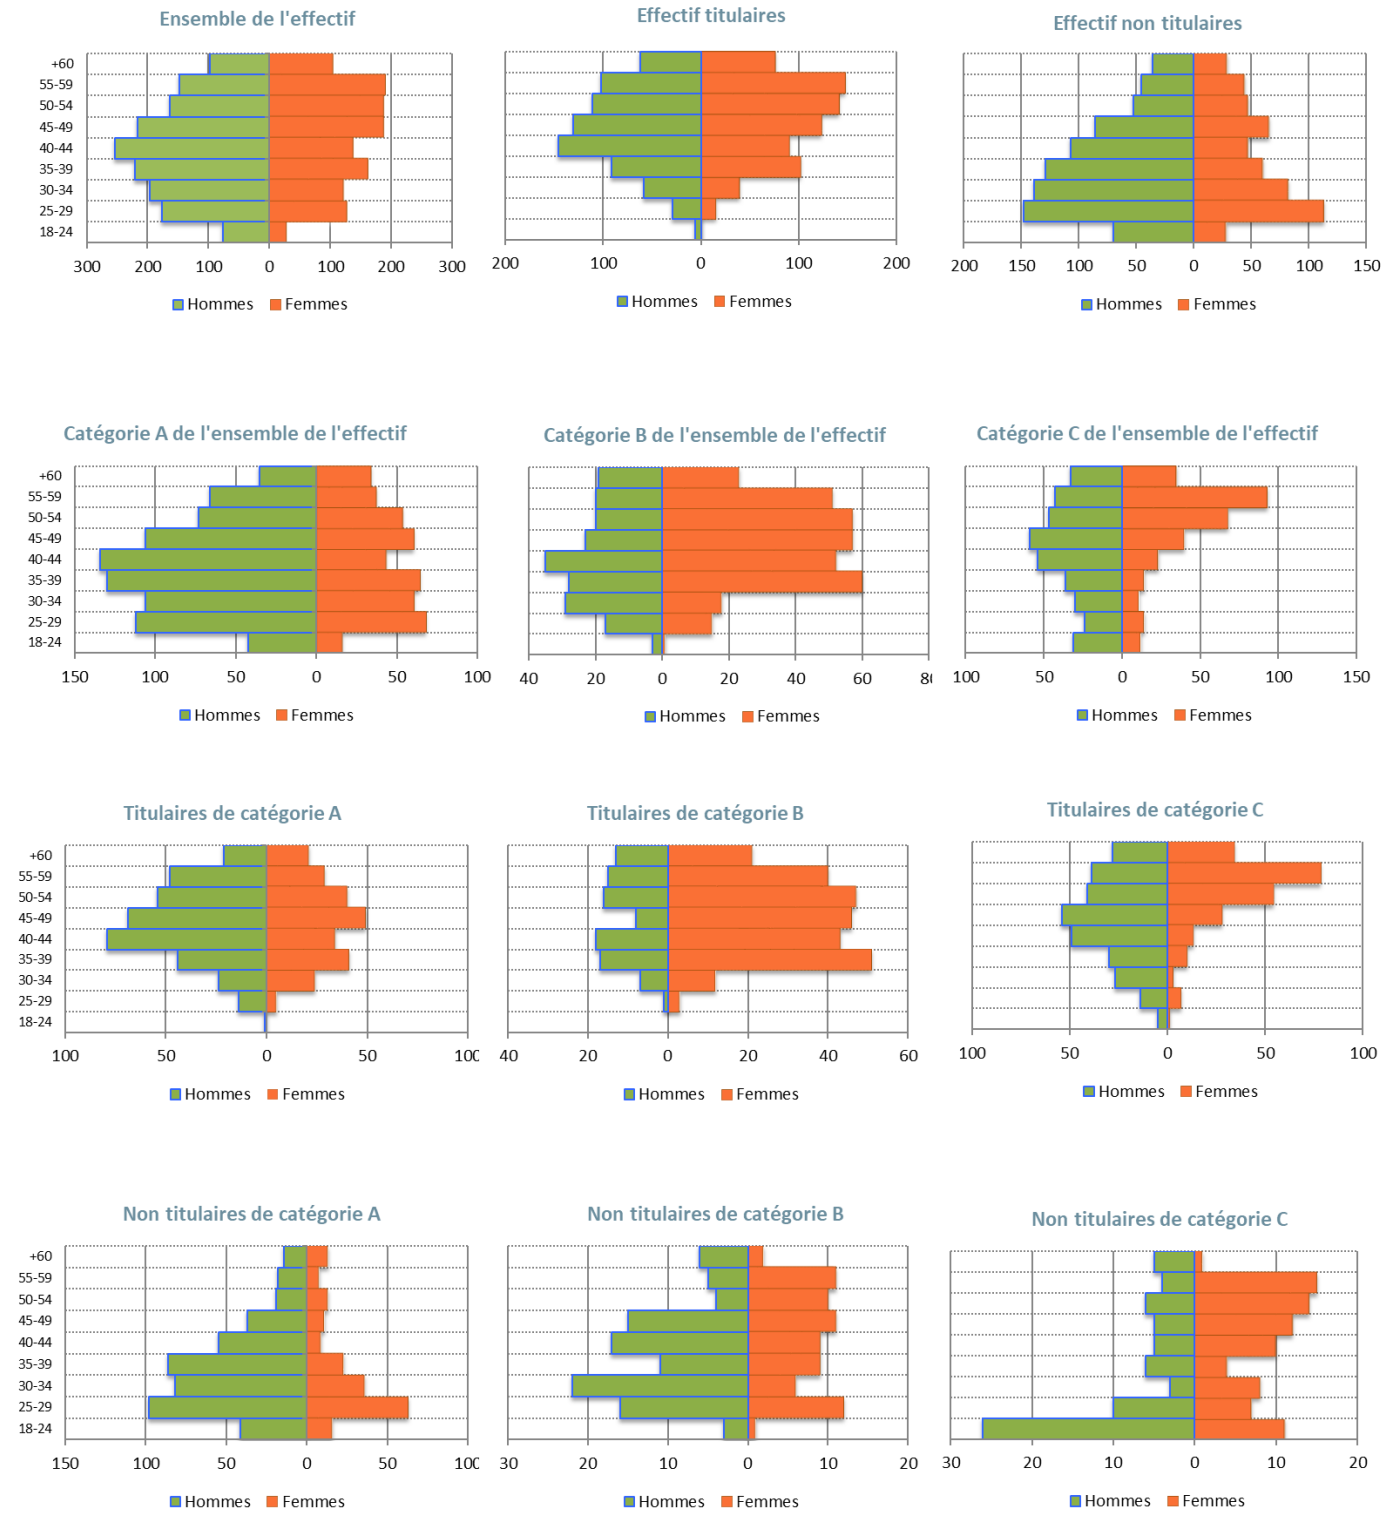 Ensemble de l'effectif
+60
55-59
50-54
45-49
40-44
35-39
30-34
25-29
18-24
300 200 100 0 100 200 300
Hommes Femmes
Effectif titulaires
200 100 0 100 200
Hommes Femmes
Effectif non titulaires
200 150 100 50 0 50 100 150
Hommes Femmes
Catégorie A de l'ensemble de l'effectif
+60
55-59
50-54
45-49
40-44
35-39
30-34
25-29
18-24
150 100 50 0 50 100
Hommes Femmes
Catégorie B de l'ensemble de l'effectif
40 20 0 20 40 60
Hommes Femmes
Catégorie C de l'ensemble de l'effectif
100 50 0 50 100 150
Hommes Femmes
Titulaires de catégorie A
+60
55-59
50-54
45-49
40-44
35-39
30-34
25-29
18-24
100 50 0 50
Hommes Femmes
Titulaires de catégorie B
40 20 0 20 40 60
Hommes Femmes
Titulaires de catégorie C
100 50 0 50 100
Hommes Femmes
Non titulaires de catégorie A
+60
55-59
50-54
45-49
40-44
35-39
30-34
25-29
18-24
150 100 50 0 50
Hommes Femmes
Non titulaires de catégorie B
30 20 10 0 10 20
Hommes Femmes
Non titulaires de catégorie C
30 20 10 0 10 20
Hommes Femmes